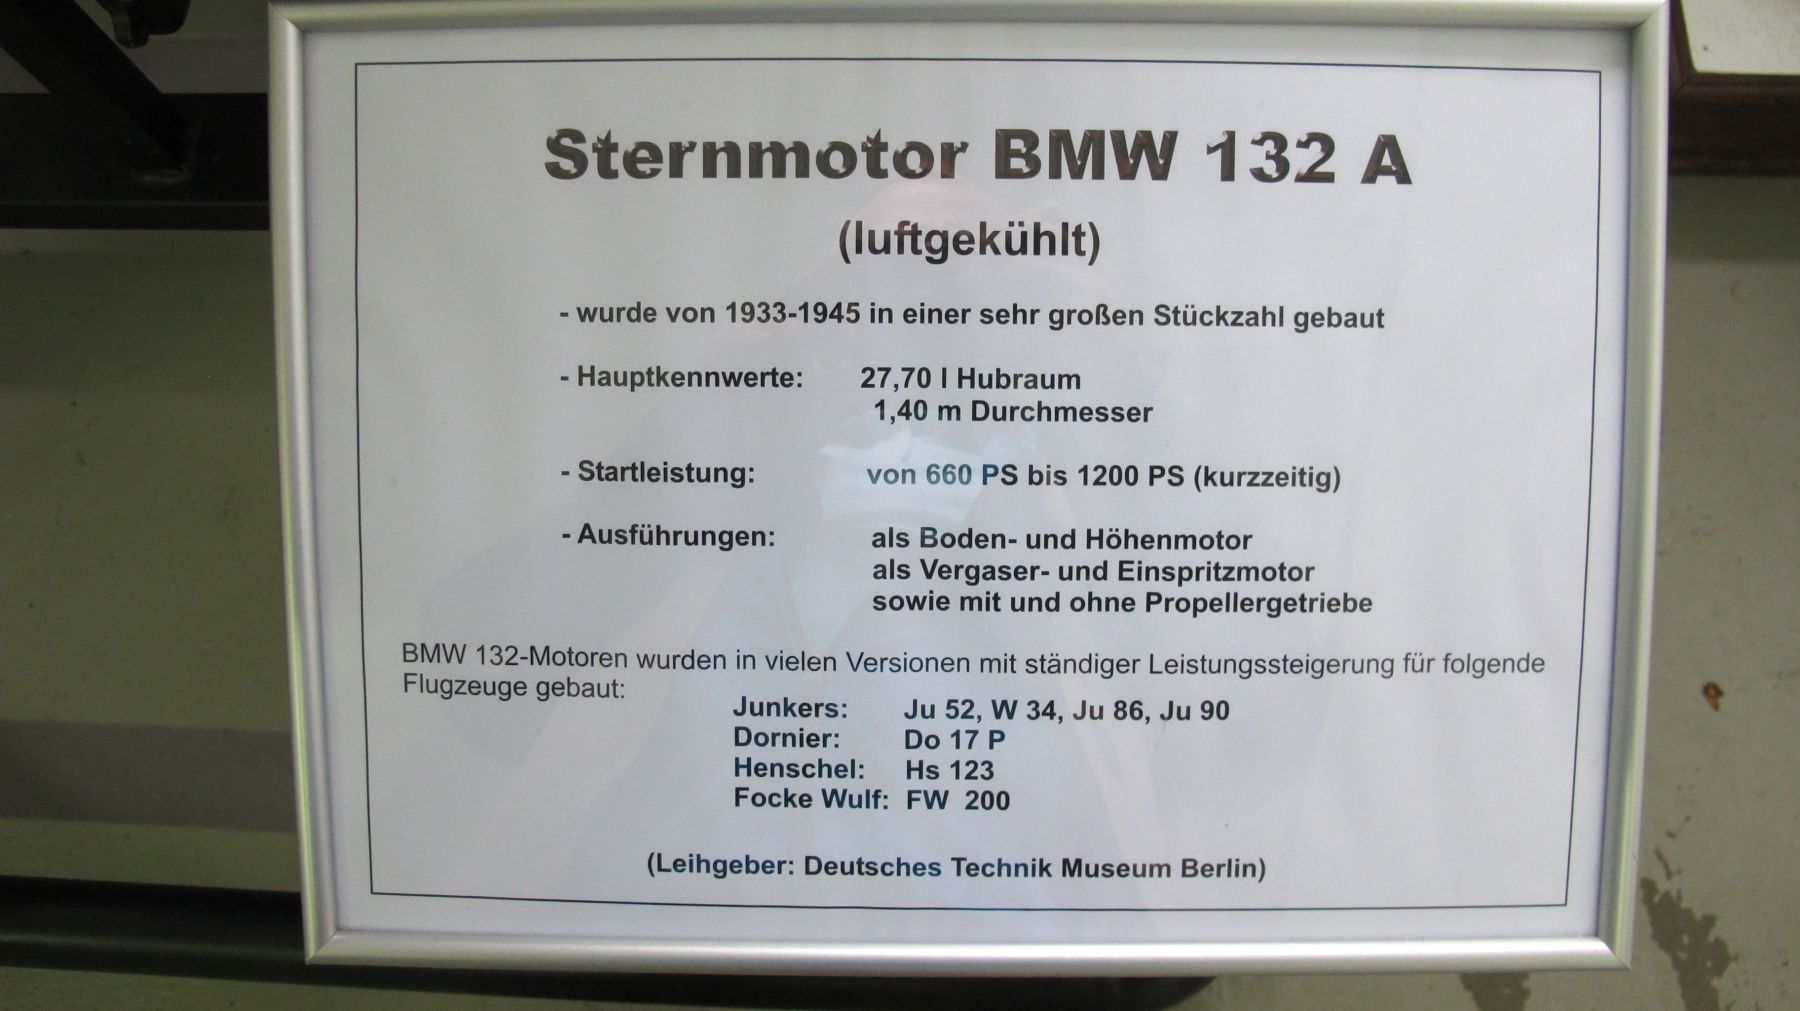 Sternmotor BMW 132 A
(luftgekühlt)
- wurde von 1933-1945 in einer sehr großen Stückzahl gebaut
- Hauptkennwerte: 27,70 l Hubraum
1,40 m Durchmesser
- Startleistung: von 660 PS bis 1200 PS (kurzzeitig)
- Ausführungen: als Boden- und Höhenmotor
als Vergaser- und Einspritzmotor
sowie mit und ohne Propellergetriebe
BMW 132-Motoren wurden in vielen Versionen mit ständiger Leistungssteigerung für folgende
Flugzeuge gebaut:
Junkers: Ju 52, W 34, Ju 86, Ju 90
Dornier: Do 17 P
Henschel: Hs 123
Focke Wulf: FW 200
(Leihgeber: Deutsches Technik Museum Berlin)